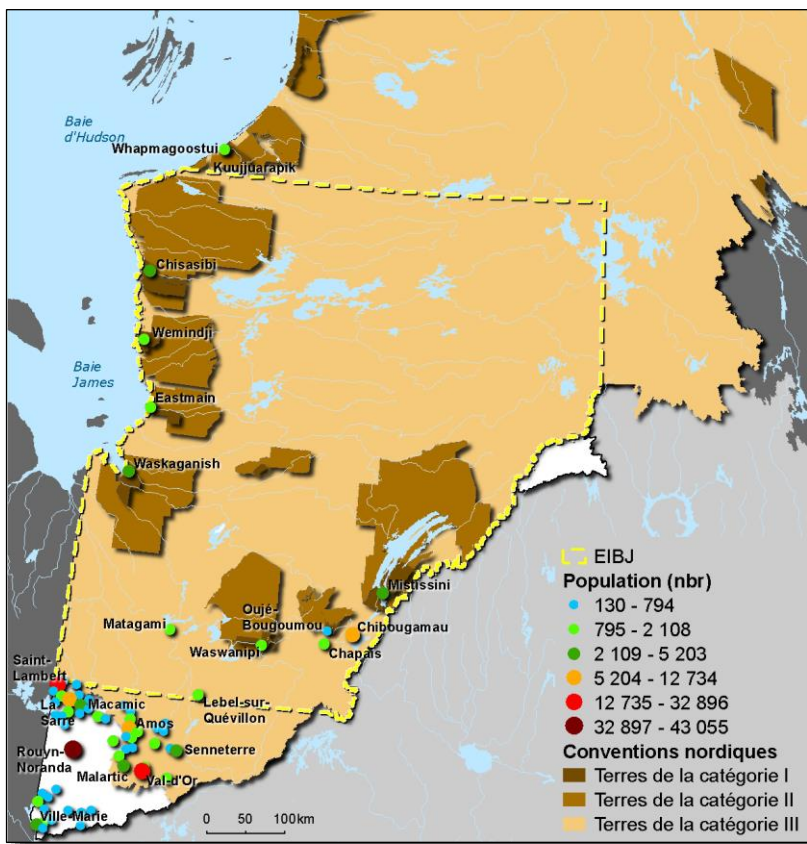 Baie
d'Hudson
Whapmagoostui
Kuujjuarapik
Chisasibi
Wemindji
Baie
James
Eastmain
Waskaganish
Mistissini
Oujé-
Bougoumou
Matagami
Chibougamau
Waswanipi
Chapais
Saint-
Lambert
La
Sarre
Macamic
Lebel-sur-
Quévillon
Amos
Rouyn-
Noranda
Senneterre
Malartic
Val-d'Or
Ville-Marie
0 50 100km
EIBJ
Population (nbr)
130 - 794
795 - 2 108
2 109 - 5 203
5 204 - 12 734
12 735 - 32 896
32 897 - 43 055
Conventions nordiques
Terres de la catégorie I
Terres de la catégorie II
Terres de la catégorie III